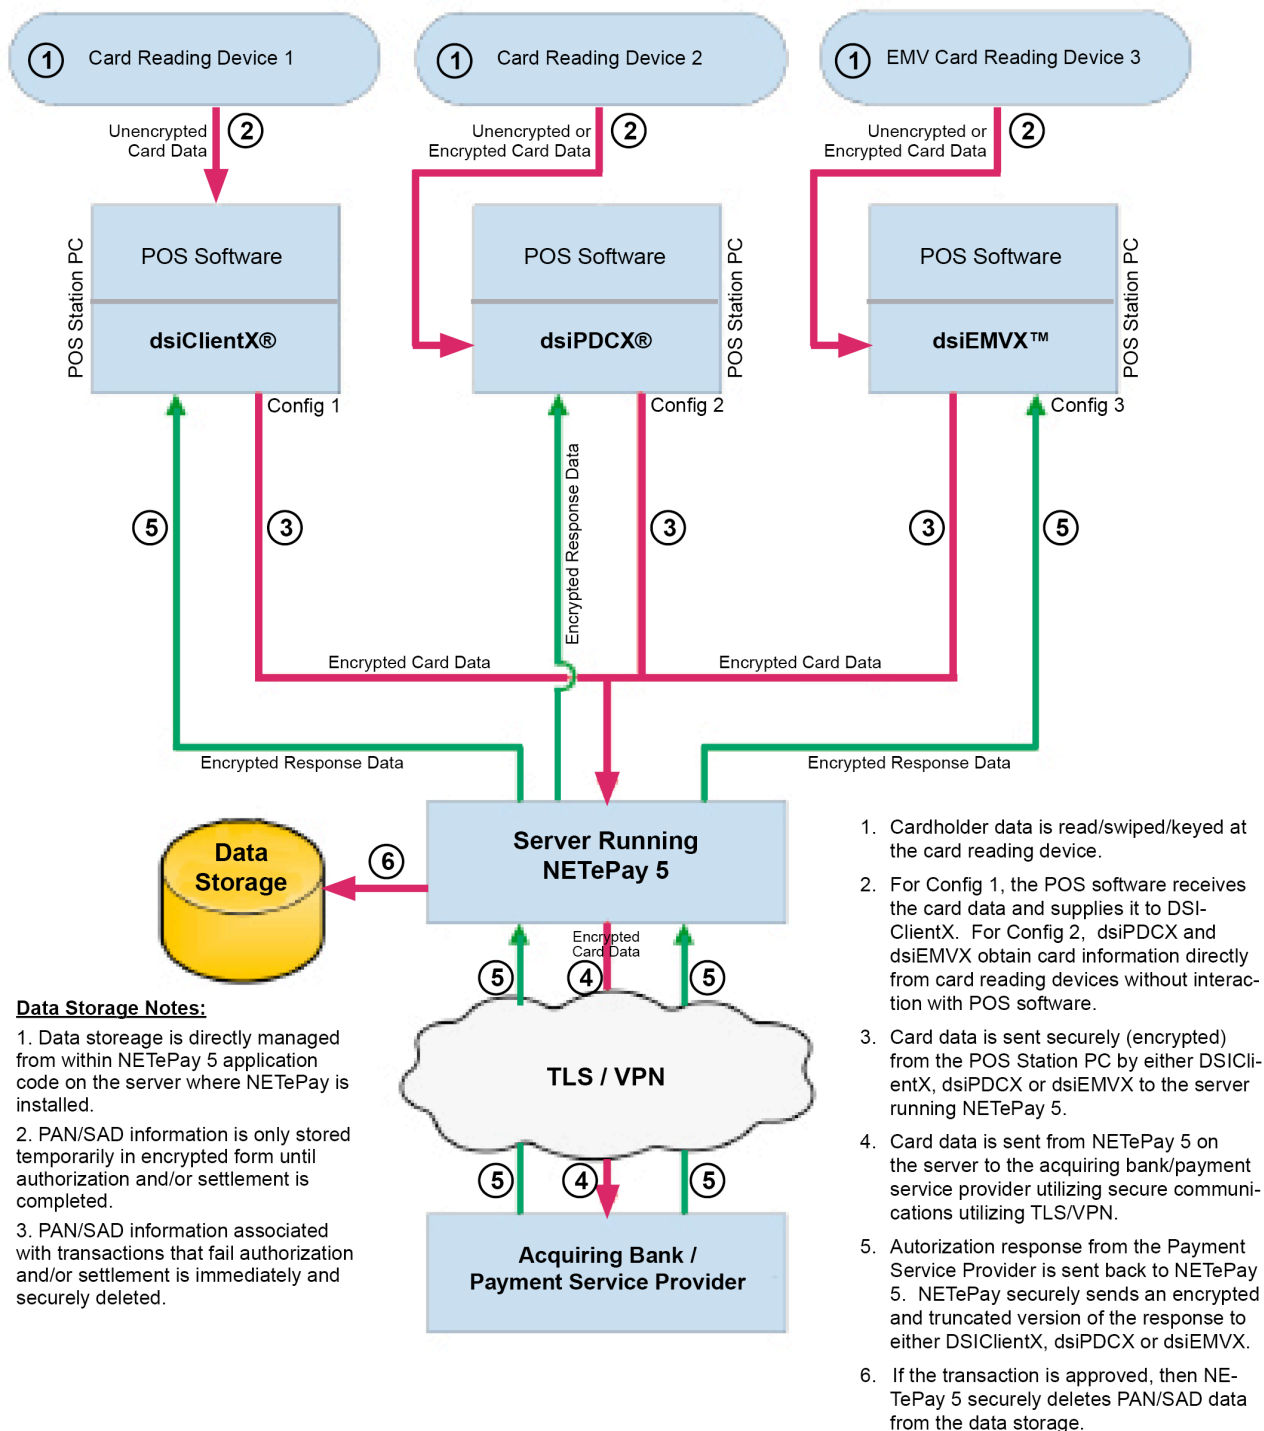 1 Card Reading Device 1
1 Card Reading Device 2
1 EMV Card Reading Device 3
Unencrypted
Card Data
2
Unencrypted or
Encrypted Card Data
2
Unencrypted or
Encrypted Card Data
2
POS Station PC
POS Software
dsiClientX®
Config 1
POS Software
dsiPDCX®
POS Station PC
Config 2
POS Software
dsiEMVX™
POS Station PC
Config 3
5
3
Encrypted Response Data
3
3
5
Encrypted Card Data
Encrypted Card Data
Encrypted Response Data
Encrypted Response Data
Server Running
NETePay 5
Data
Storage
6
Encrypted
Card Data
5
4
5
TLS / VPN
5
4
5
Acquiring Bank /
Payment Service Provider
Data Storage Notes:
1. Data storeage is directly managed
from within NETePay 5 application
code on the server where NETePay is
installed.
2. PAN/SAD information is only stored
temporarily in encrypted form until
authorization and/or settlement is
completed.
3. PAN/SAD information associated
with transactions that fail authorization
and/or settlement is immediately and
securely deleted.
1. Cardholder data is read/swiped/keyed at
the card reading device.
2. For Config 1, the POS software receives
the card data and supplies it to DSI-
ClientX. For Config 2, dsiPDCX and
dsiEMVX obtain card information directly
from card reading devices without interac-
tion with POS software.
3. Card data is sent securely (encrypted)
from the POS Station PC by either DSICli-
entX, dsiPDCX or dsiEMVX to the server
running NETePay 5.
4. Card data is sent from NETePay 5 on
the server to the acquiring bank/payment
service provider utilizing secure communi-
cations utilizing TLS/VPN.
5. Autorization response from the Payment
Service Provider is sent back to NETePay
5. NETePay securely sends an encrypted
and truncated version of the response to
either DSIClientX, dsiPDCX or dsiEMVX.
6. If the transaction is approved, then NE-
TePay 5 securely deletes PAN/SAD data
from the data storage.